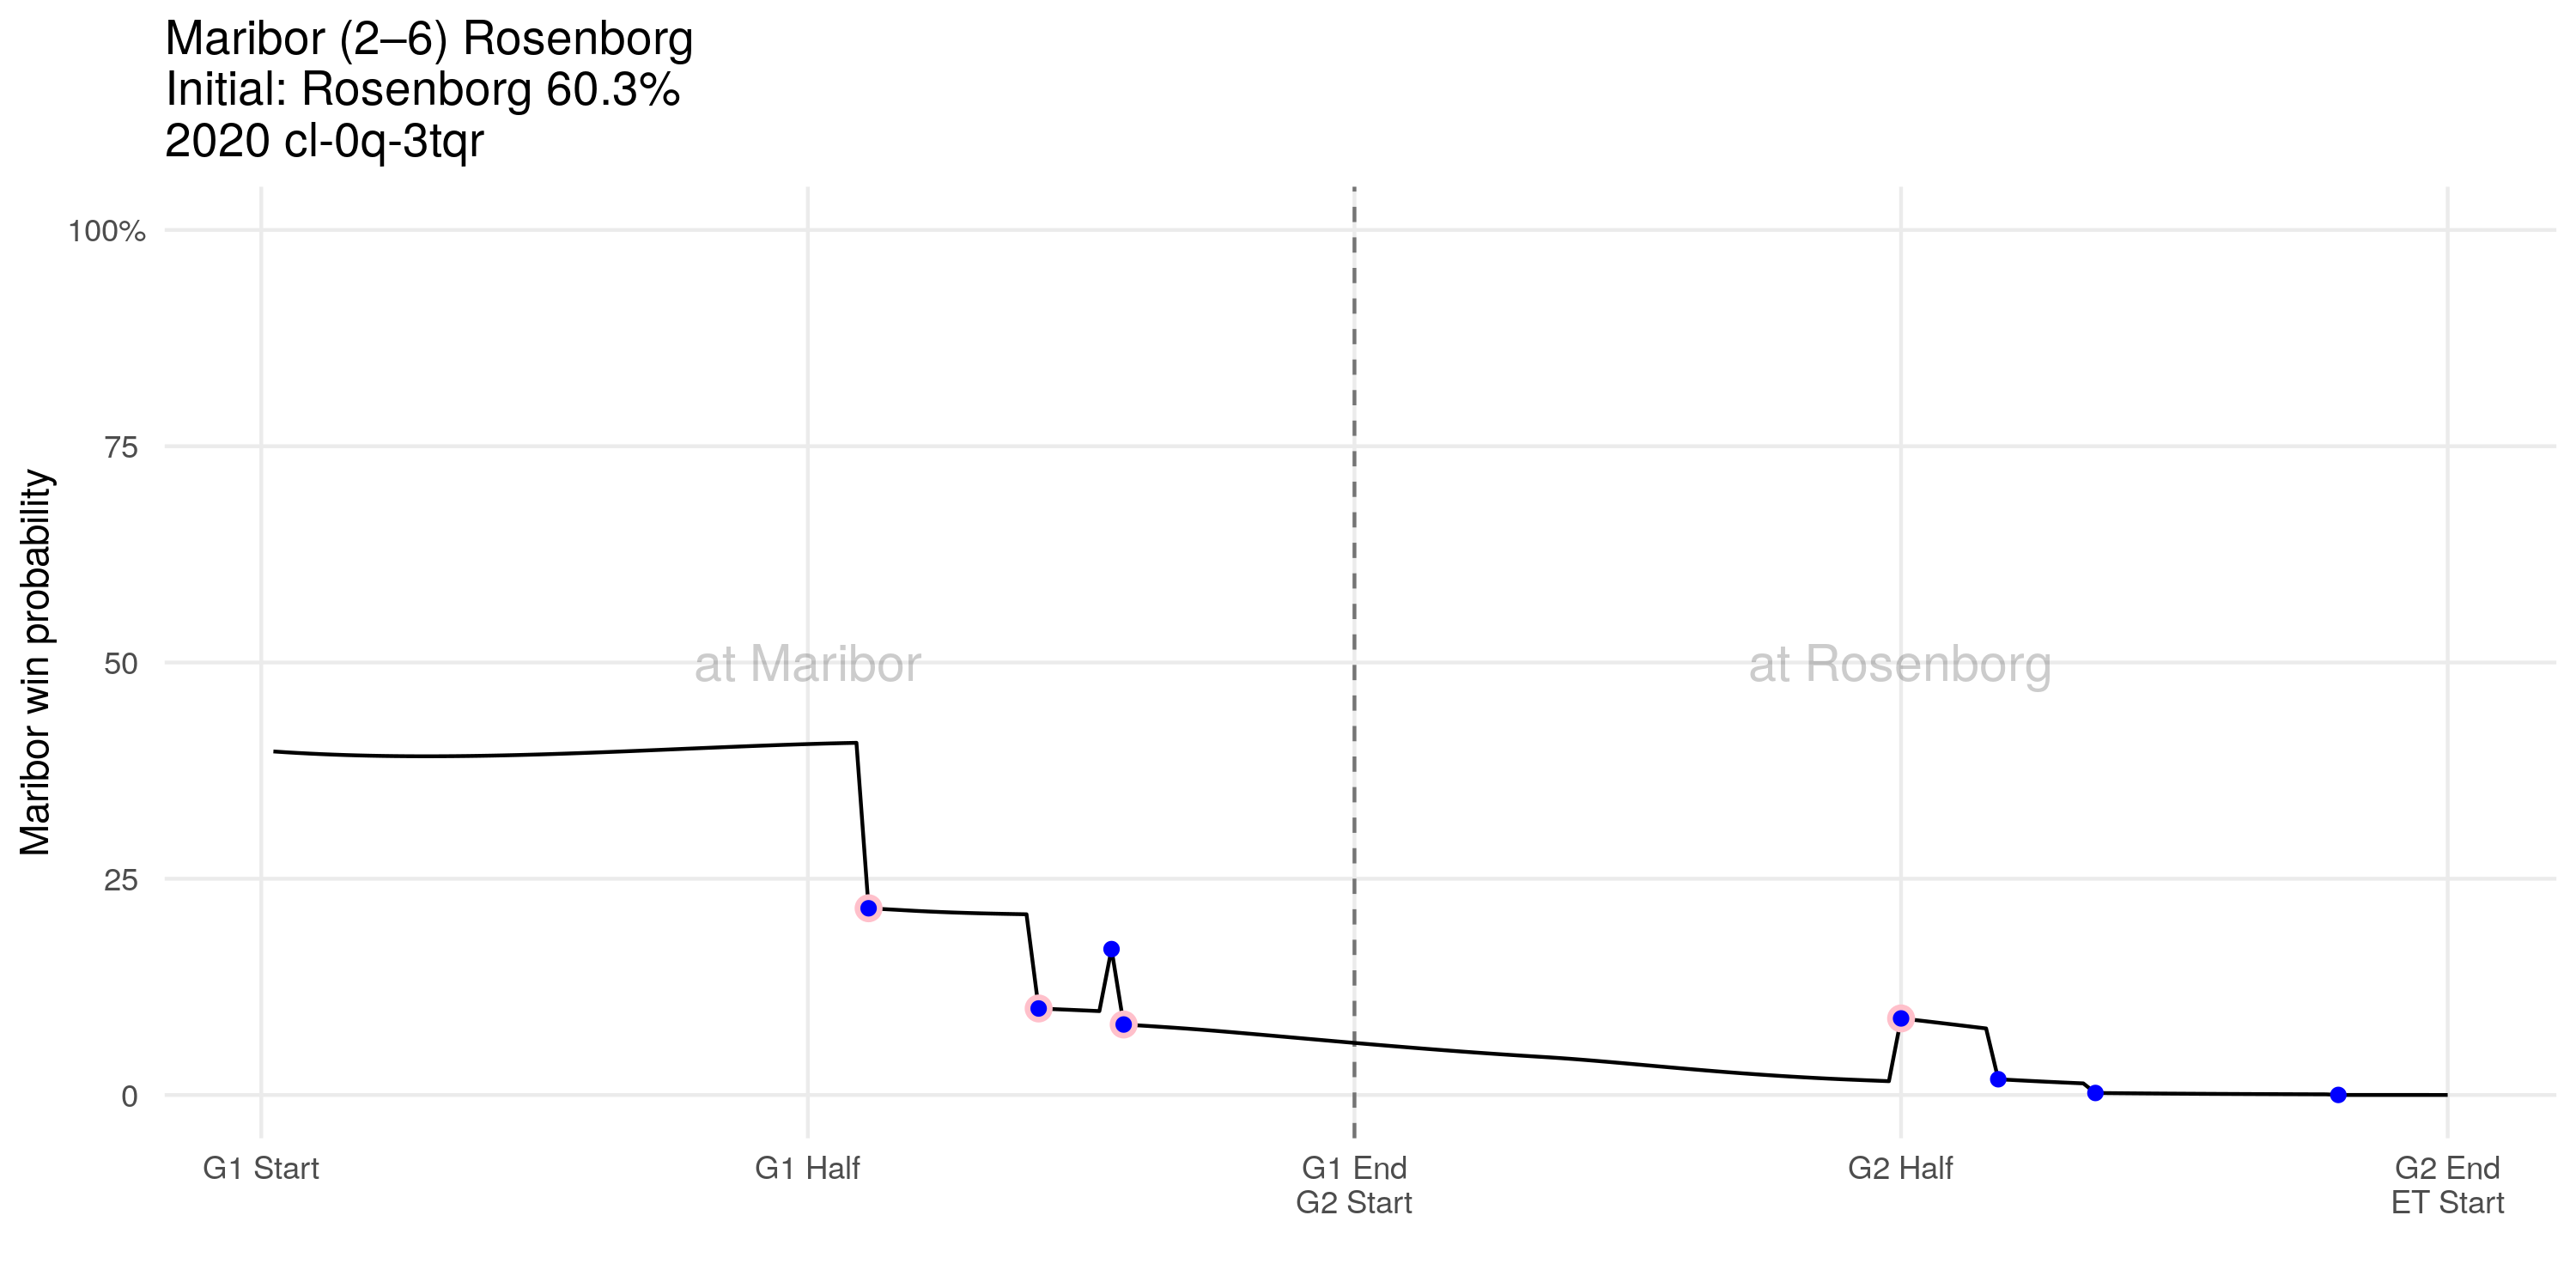 Maribor (2–6) Rosenborg
Initial: Rosenborg 60.3%
2020 cl-0q-3tqr
Maribor win probability
100%
75
50
25
0
at Maribor
at Rosenborg
G1 Start
G1 Half
G1 End
G2 Start
G2 Half
G2 End
ET Start